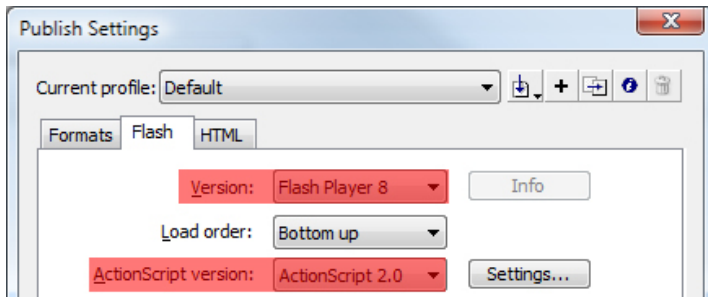 Publish Settings
Current profile: Default
Formats Flash HTML
Version: Flash Player 8 Info
Load order: Bottom up
ActionScript version: ActionScript 2.0 Settings...